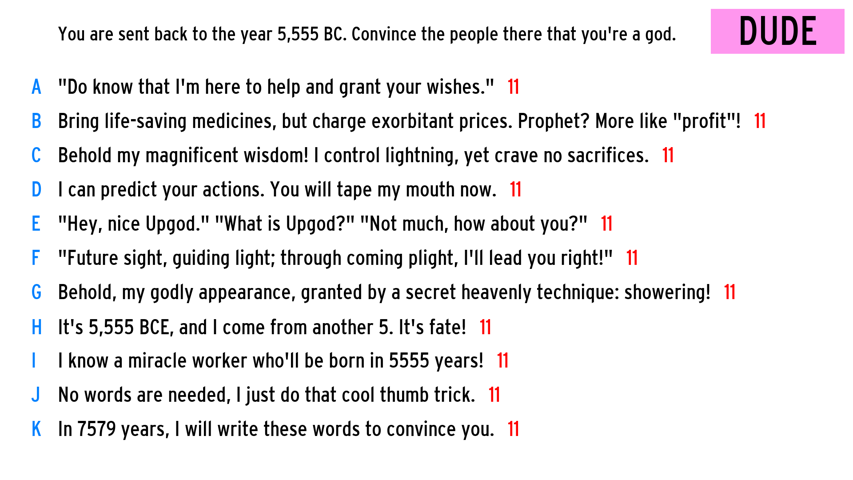 You are sent back to the year 5,555 BC. Convince the people there that you're a god.
DUDE
A "Do know that I'm here to help and grant your wishes." 11
B Bring life-saving medicines, but charge exorbitant prices. Prophet? More like "profit"! 11
C Behold my magnificent wisdom! I control lightning, yet crave no sacrifices. 11
D I can predict your actions. You will tape my mouth now. 11
E "Hey, nice Upgod." "What is Upgod?" "Not much, how about you?" 11
F "Future sight, guiding light; through coming plight, I'll lead you right!" 11
G Behold, my godly appearance, granted by a secret heavenly technique: showering! 11
H It's 5,555 BCE, and I come from another 5. It's fate! 11
I I know a miracle worker who'll be born in 5555 years! 11
J No words are needed, I just do that cool thumb trick. 11
K In 7579 years, I will write these words to convince you. 11